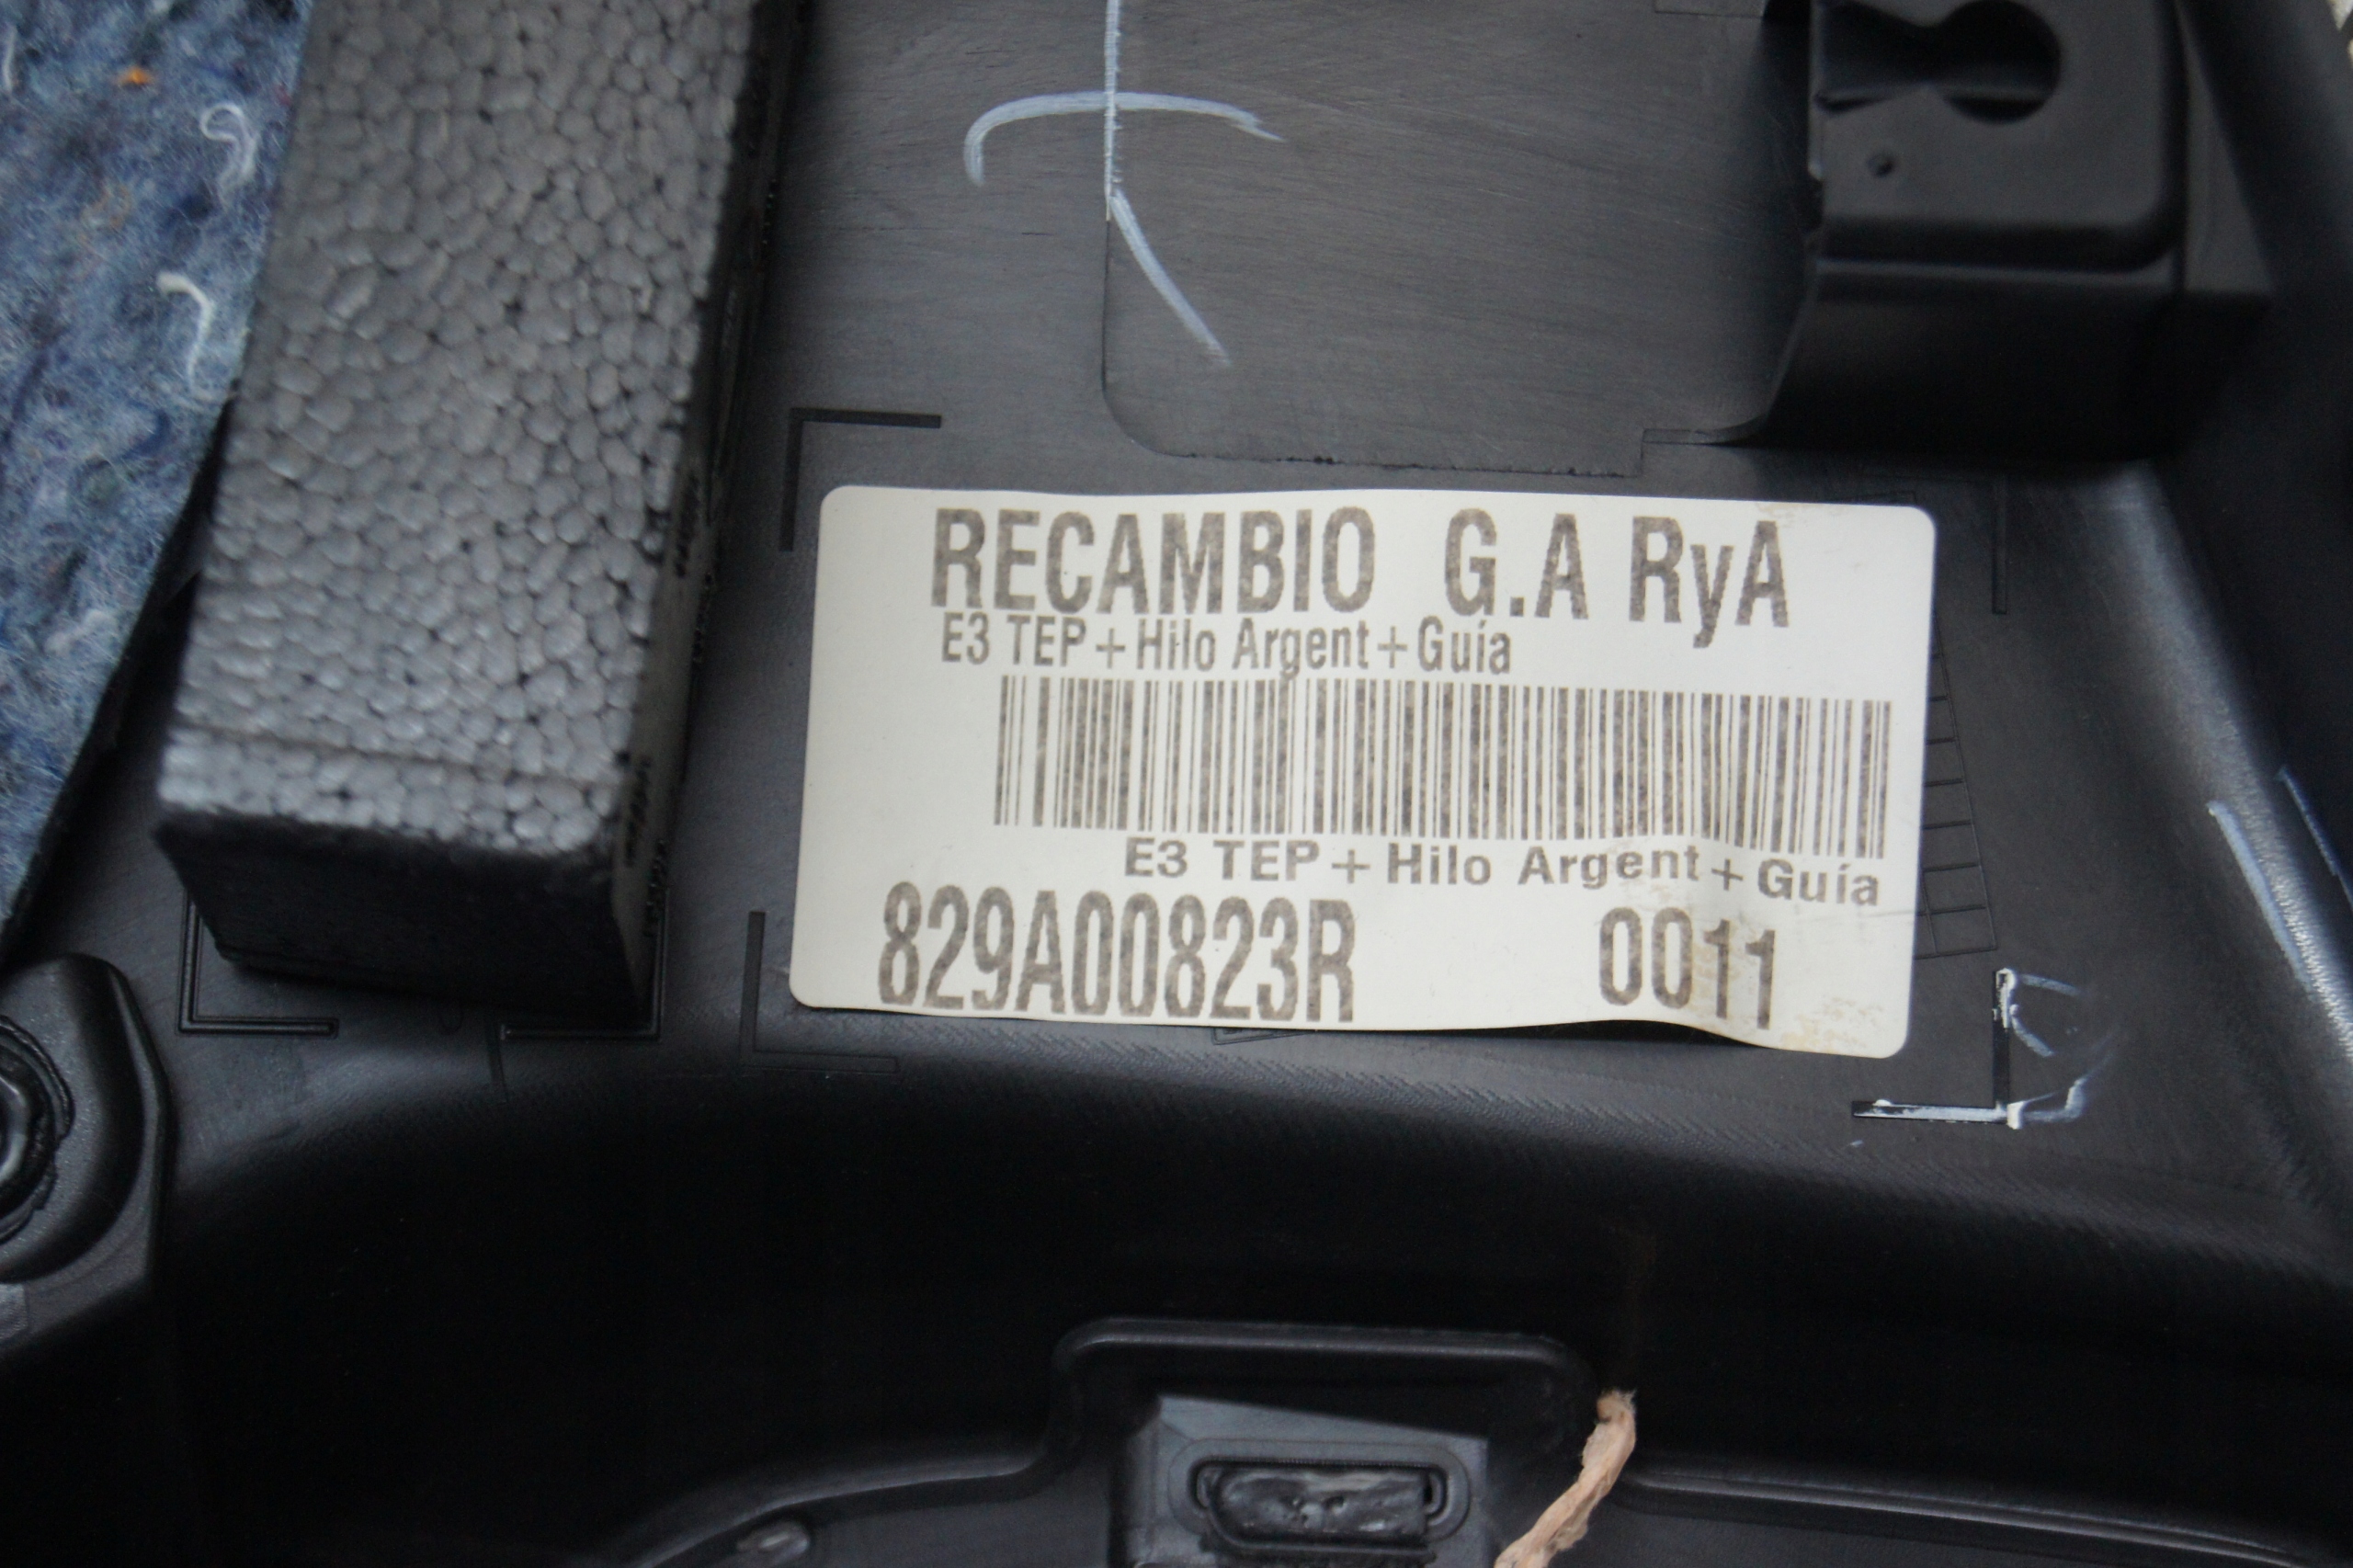 RECAMBIO G.A RyA
E3 TEP+Hilo Argent+Guía
E3 TEP+Hilo Argent+Guía
829A00823R 0011